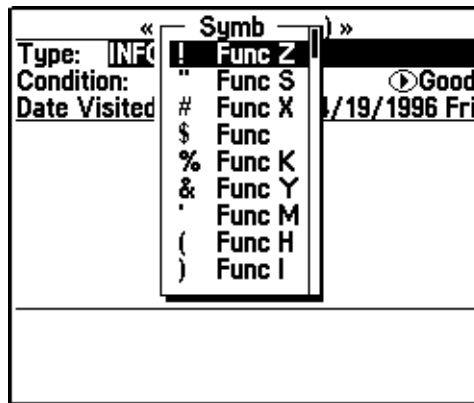 « Symb ) »
Type: INFO
Condition: Good
Date Visited 4/19/1996 Fri
! Func Z
" Func S
# Func X
$ Func
% Func K
& Func Y
' Func M
( Func H
) Func I